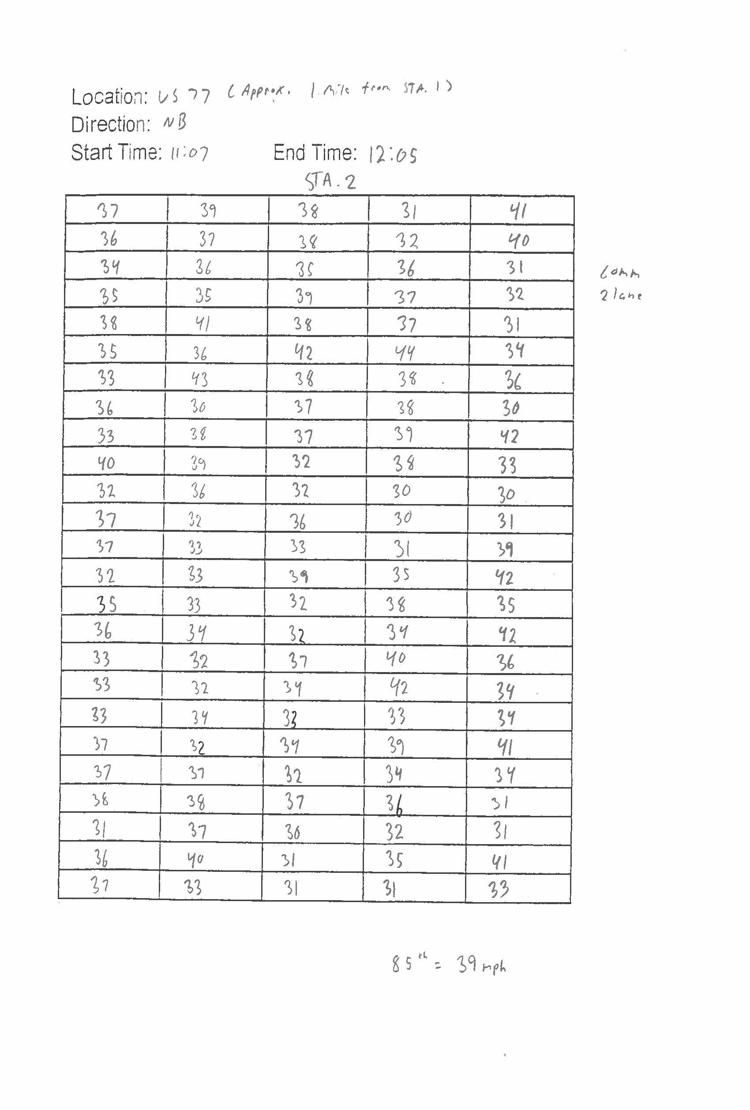 Location: US 77 (Approx. 1 Mile from STA. 1)
Direction: NB
Start Time: 11:07 End Time: 12:05
STA. 2
37 39 38 31 41
36 37 38 32 40
34 36 35 36 31
Comm
35 35 39 37 32
2 lane
38 41 38 37 31
35 36 42 44 34
33 43 38 38 36
36 30 37 38 30
33 38 37 39 42
40 39 32 38 33
32 36 32 30 30
37 32 36 30 31
37 33 33 31 39
32 33 39 35 42
35 33 32 38 35
36 34 32 34 42
33 32 37 40 36
33 32 34 42 34
33 34 33 33 34
37 32 34 39 41
37 37 32 34 34
38 38 37 36 31
31 37 30 32 31
36 40 31 35 41
37 33 31 31 33
85th = 39 mph